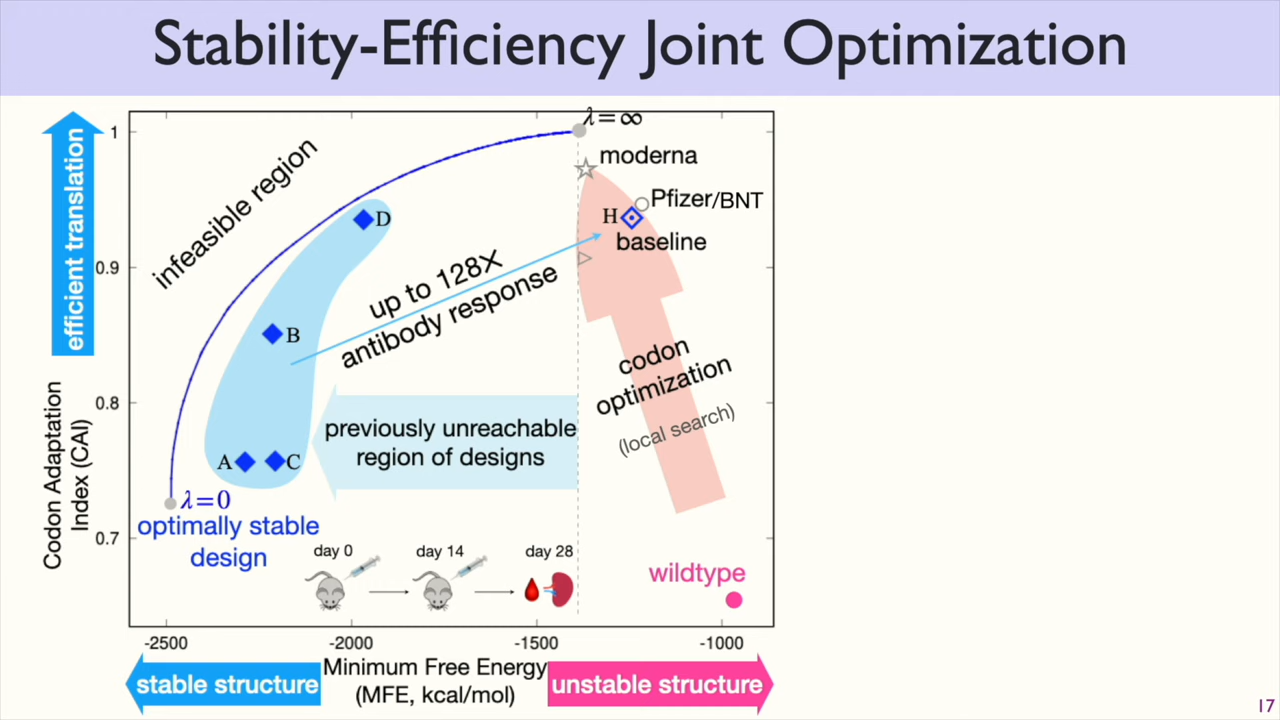 Stability-Efficiency Joint Optimization
efficient translation
Codon Adaptation
Index (CAI)
1
0.9
0.8
0.7
infeasible region
λ=∞
moderna
Pfizer/BNT
H
baseline
D
B
A
C
up to 128X
antibody response
codon
optimization
(local search)
previously unreachable
region of designs
λ=0
optimally stable
design
day 0
day 14
day 28
wildtype
-2500
-2000
-1500
-1000
stable structure
Minimum Free Energy
(MFE, kcal/mol)
unstable structure
17